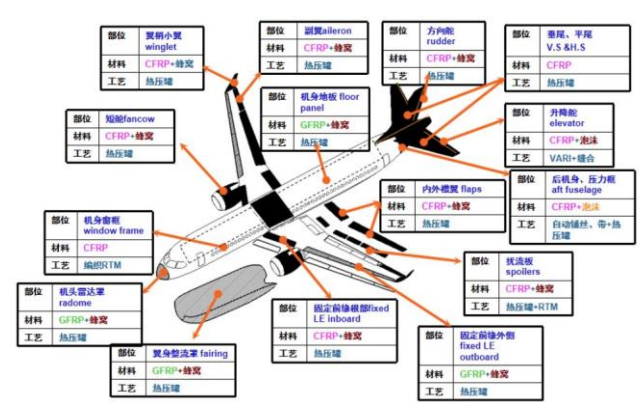 部位 翼梢小翼
winglet
材料 CFRP+蜂窝
工艺 热压罐
部位 副翼aileron
材料 CFRP+蜂窝
工艺 热压罐
部位 方向舵
rudder
材料 CFRP+蜂窝
工艺 热压罐
部位 垂尾、平尾
V.S &H.S
材料 CFRP
工艺 热压罐
部位 短舱fancow
材料 CFRP+蜂窝
工艺 热压罐
部位 机身地板 floor
panel
材料 GFRP+蜂窝
工艺 热压罐
部位 升降舵
elevator
材料 CFRP+泡沫
工艺 VARI+缝合
部位 后机身、压力框
aft fuselage
材料 CFRP+泡沫
工艺 自动铺丝、带+热
压罐
部位 内外襟翼 flaps
材料 CFRP+蜂窝
工艺 热压罐
部位 机身窗框
window frame
材料 CFRP
工艺 编织RTM
部位 扰流板
spoilers
材料 CFRP+蜂窝
工艺 热压罐+RTM
部位 机头雷达罩
radome
材料 GFRP+蜂窝
工艺 热压罐
部位 固定前缘根部fixed
LE inboard
材料 CFRP+蜂窝
工艺 热压罐
部位 固定前缘外侧
fixed LE
outboard
材料 GFRP+蜂窝
工艺 热压罐
部位 翼身整流罩 fairing
材料 GFRP+蜂窝
工艺 热压罐